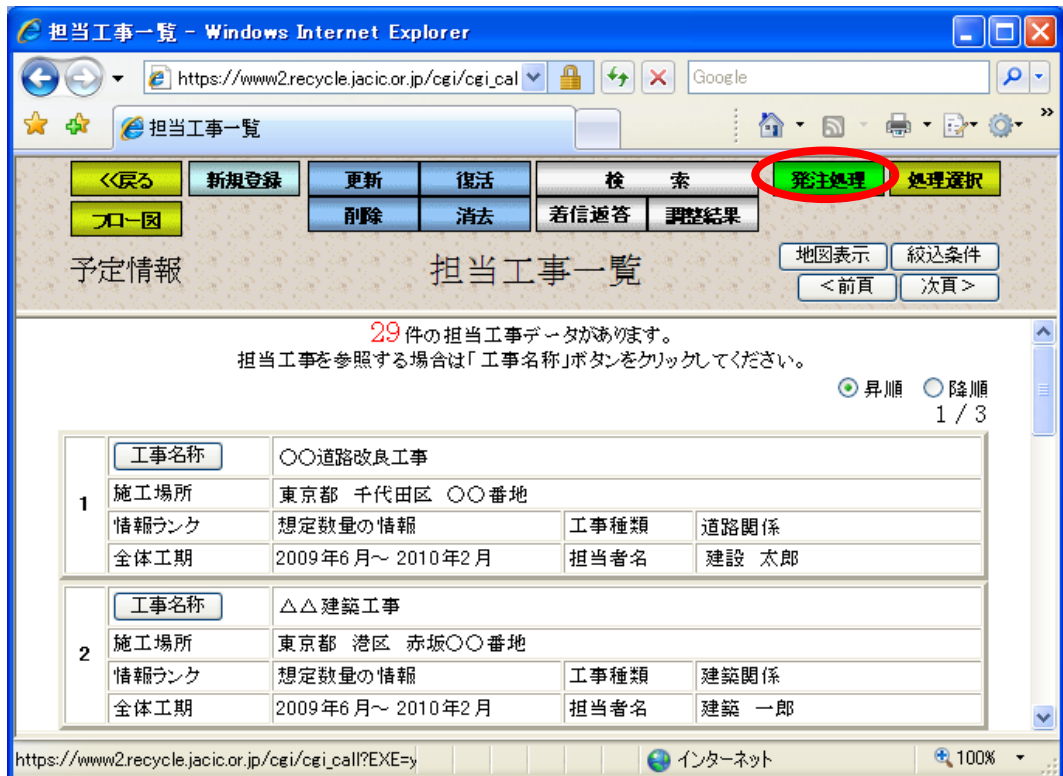 担当工事一覧 - Windows Internet Explorer
https://www2.recycle.jacic.or.jp/cgi/cgi_cal
Google
担当工事一覧
<<戻る 新規登録 更新 復活 検 索 発注処理 処理選択
フロー図 削除 消去 着信返答 調整結果
予定情報 担当工事一覧 地図表示 絞込条件
<前頁 次頁>
29件の担当工事データがあります。
担当工事を参照する場合は「工事名称」ボタンをクリックしてください。
昇順 降順
1 / 3
1
工事名称 〇〇道路改良工事
施工場所 東京都 千代田区 〇〇番地
情報ランク 想定数量の情報 工事種類 道路関係
全体工期 2009年6月~ 2010年2月 担当者名 建設 太郎
2
工事名称 △△建築工事
施工場所 東京都 港区 赤坂〇〇番地
情報ランク 想定数量の情報 工事種類 建築関係
全体工期 2009年6月~ 2010年2月 担当者名 建築 一郎
https://www2.recycle.jacic.or.jp/cgi/cgi_call?EXE=y インターネット 100%